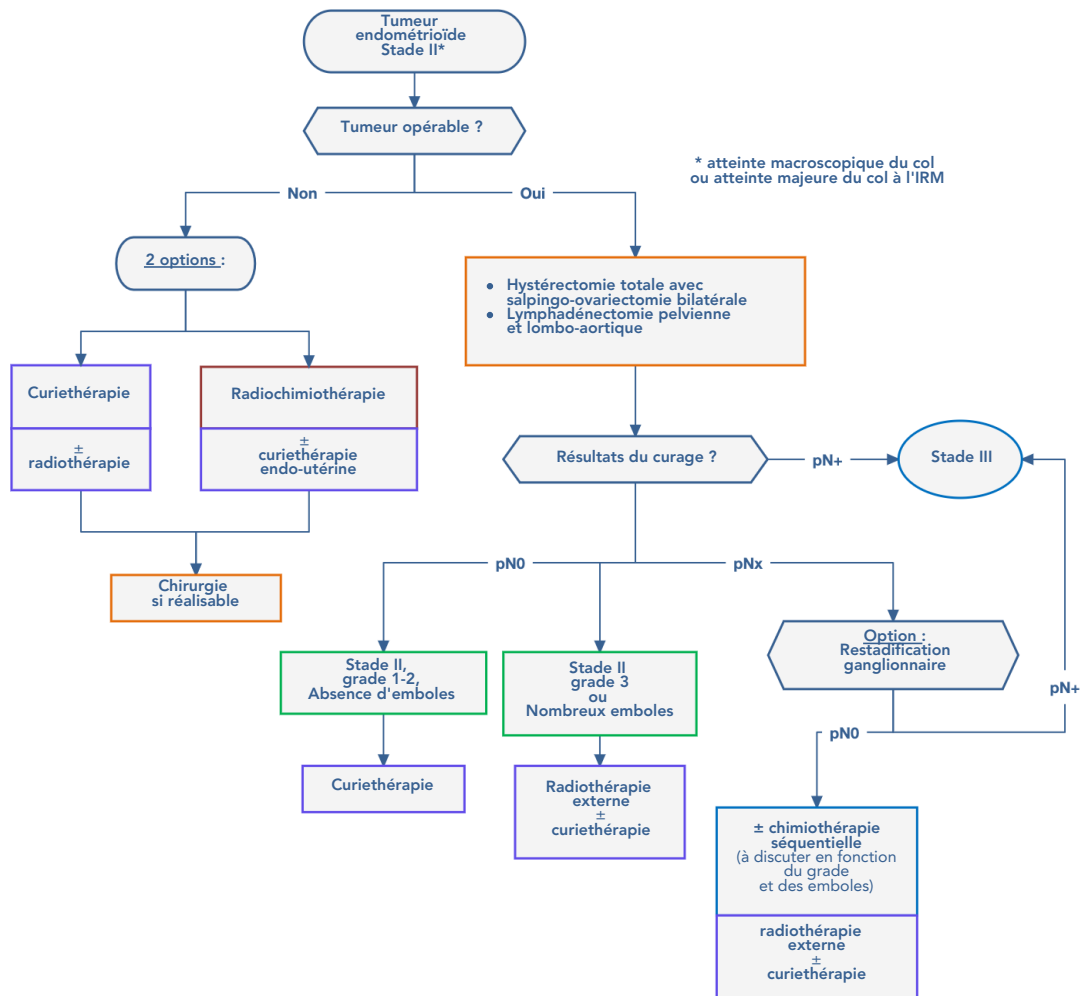 Tumeur
endométrioïde
Stade II*
Tumeur opérable ?
* atteinte macroscopique du col
ou atteinte majeure du col à l'IRM
Non
Oui
2 options :
• Hystérectomie totale avec
salpingo-ovariectomie bilatérale
• Lymphadénectomie pelvienne
et lombo-aortique
Curiethérapie
±
radiothérapie
Radiochimiothérapie
±
curiethérapie
endo-utérine
Chirurgie
si réalisable
Résultats du curage ?
pN+
Stade III
pN0
pNx
Stade II,
grade 1-2,
Absence d'emboles
Stade II
grade 3
ou
Nombreux emboles
Option :
Restadification
ganglionnaire
pN+
pN0
Curiethérapie
Radiothérapie
externe
±
curiethérapie
± chimiothérapie
séquentielle
(à discuter en fonction
du grade
et des emboles)
radiothérapie
externe
±
curiethérapie